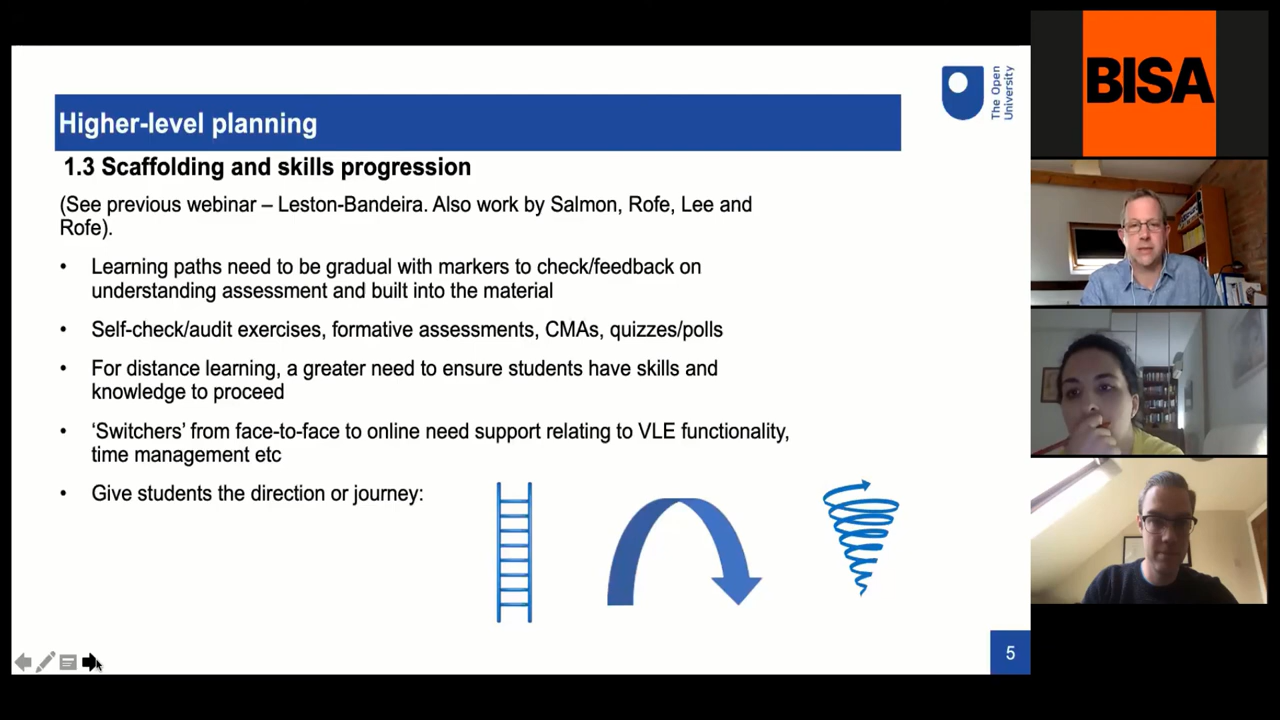 Higher-level planning
The Open
University
1.3 Scaffolding and skills progression
(See previous webinar – Leston-Bandeira. Also work by Salmon, Rofe, Lee and
Rofe).
• Learning paths need to be gradual with markers to check/feedback on
understanding assessment and built into the material
• Self-check/audit exercises, formative assessments, CMAs, quizzes/polls
• For distance learning, a greater need to ensure students have skills and
knowledge to proceed
• ‘Switchers’ from face-to-face to online need support relating to VLE functionality,
time management etc
• Give students the direction or journey:
5
BISA